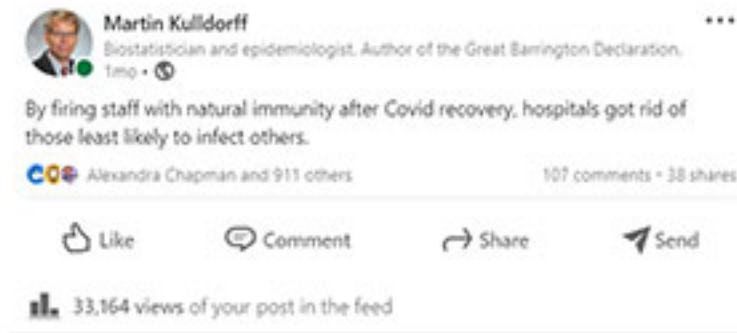 Martin Kulldorff
Biostatistician and epidemiologist. Author of the Great Barrington Declaration.
1mo •
By firing staff with natural immunity after Covid recovery, hospitals got rid of
those least likely to infect others.
Alexandra Chapman and 911 others 107 comments • 38 shares
Like Comment Share Send
33,164 views of your post in the feed